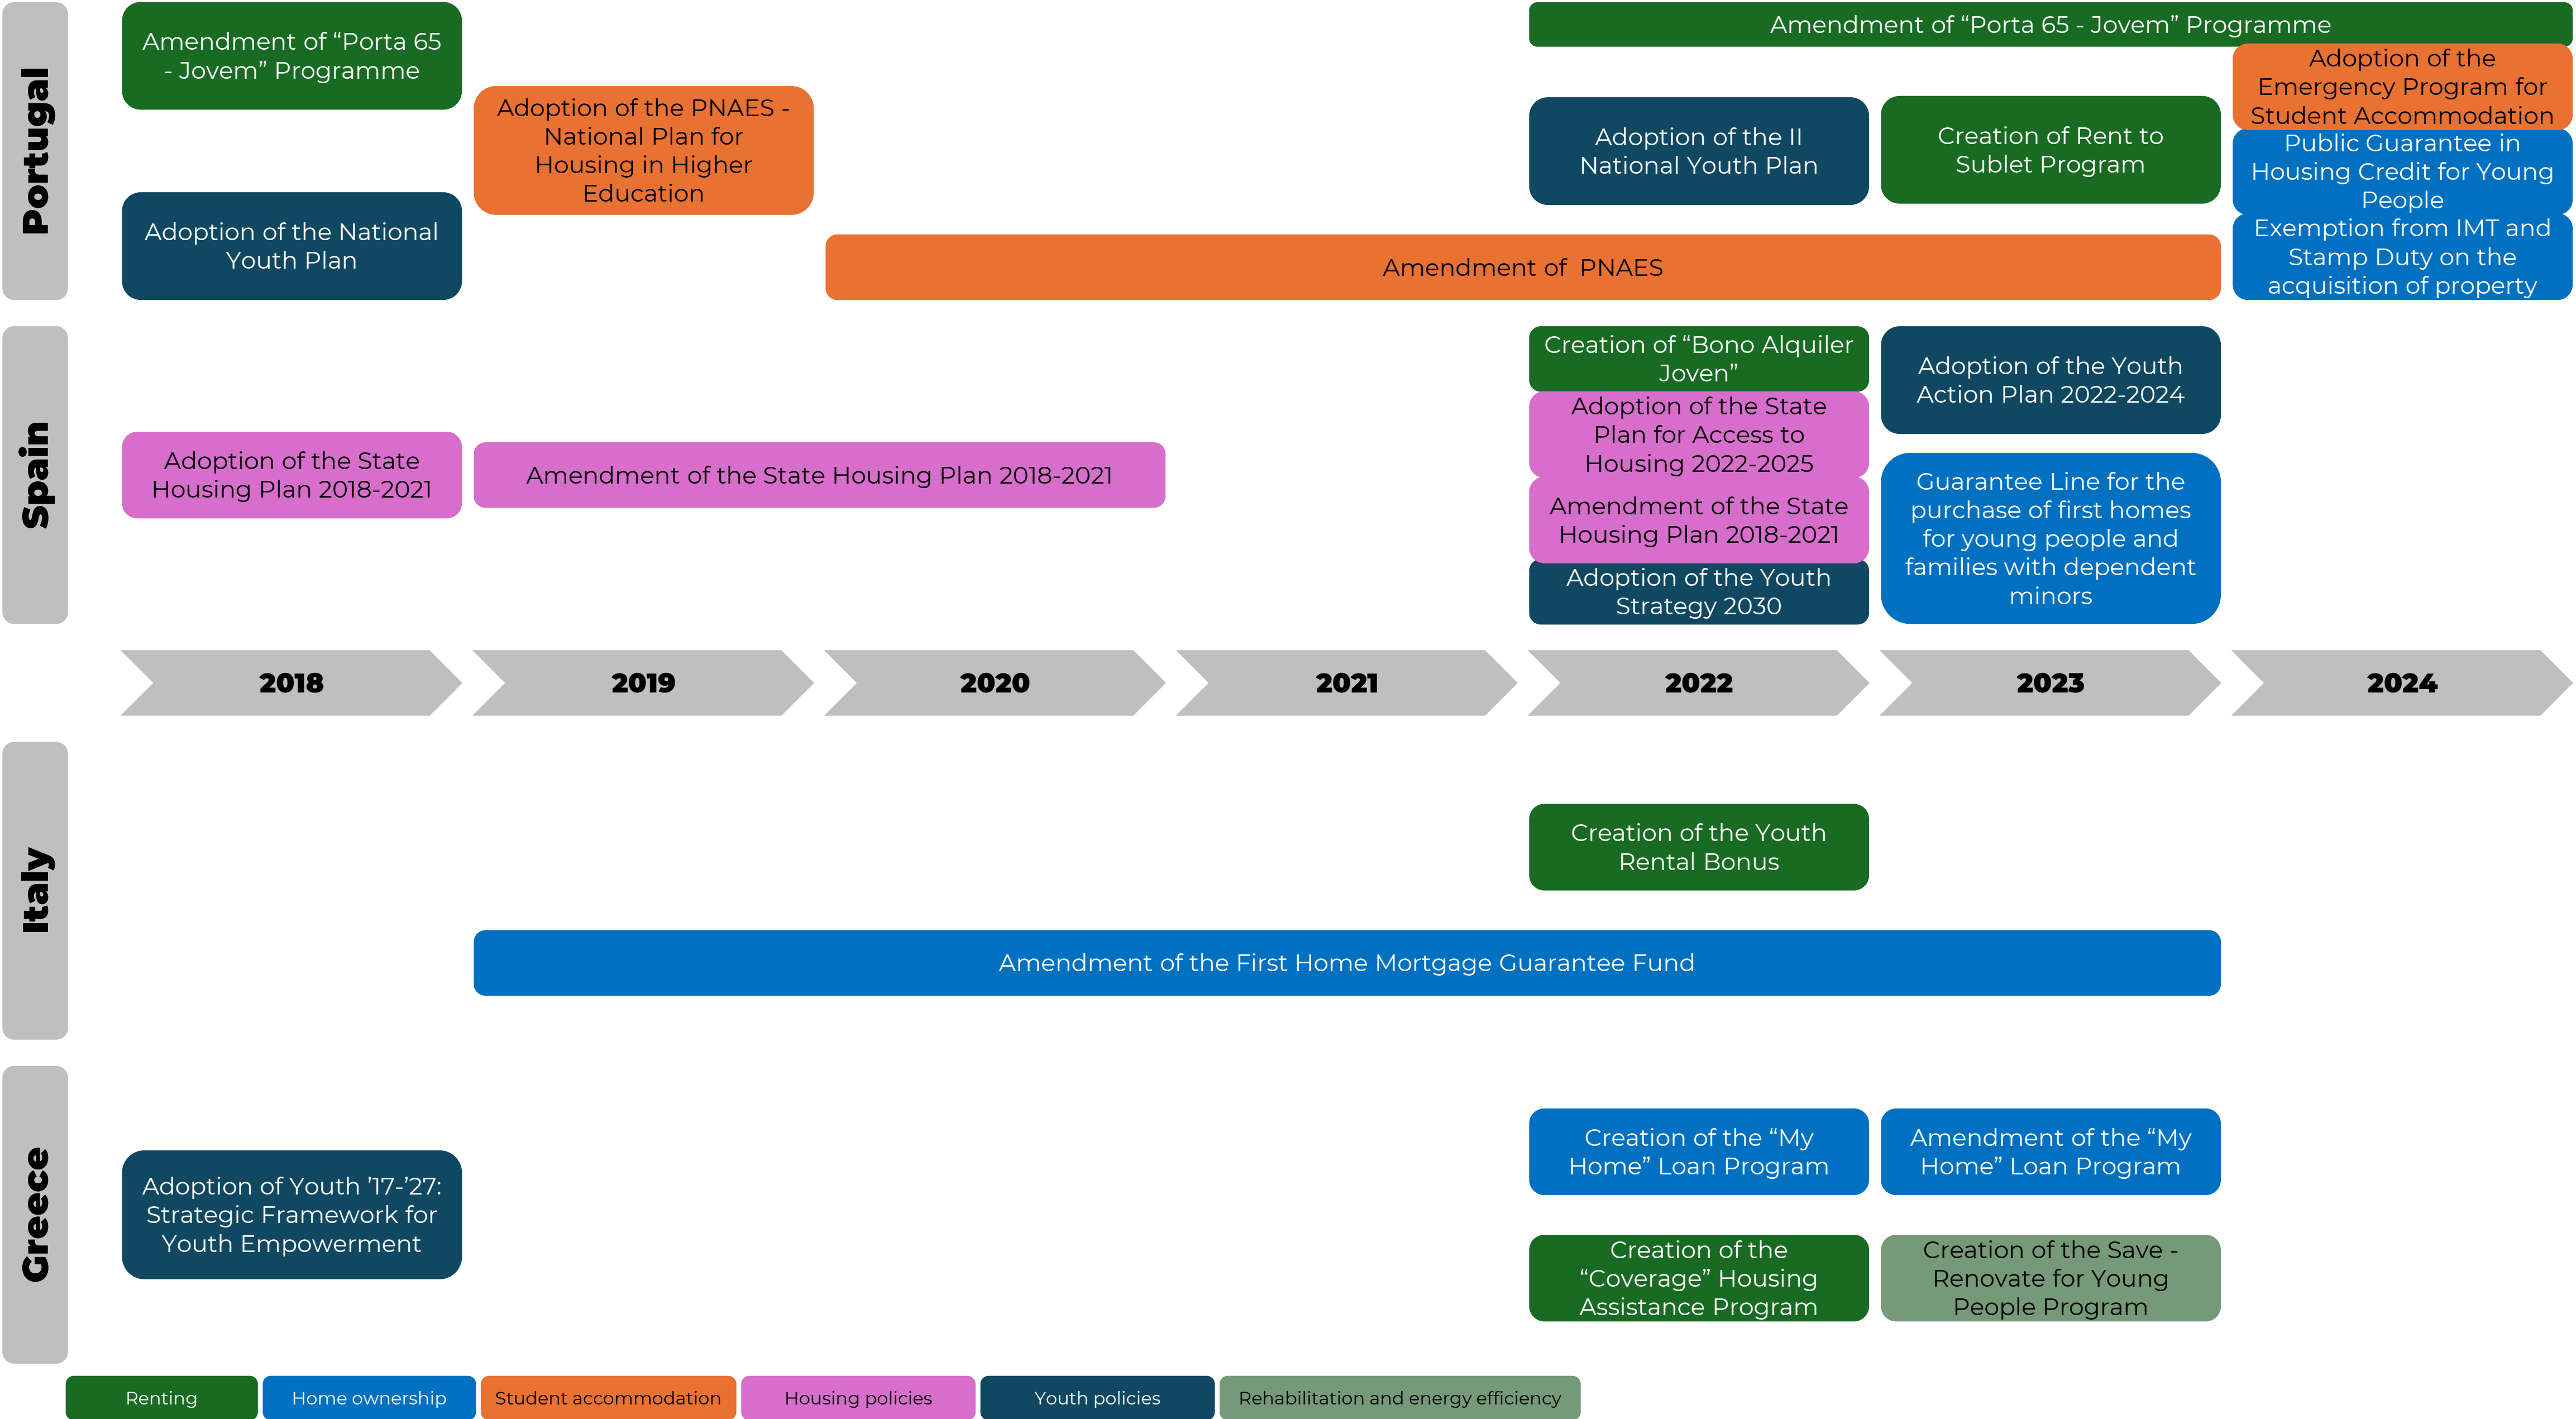 Portugal
Amendment of “Porta 65
- Jovem” Programme
Adoption of the National
Youth Plan
Adoption of the PNAES -
National Plan for
Housing in Higher
Education
Amendment of “Porta 65 - Jovem” Programme
Adoption of the II
National Youth Plan
Creation of Rent to
Sublet Program
Amendment of  PNAES
Adoption of the
Emergency Program for
Student Accommodation
Public Guarantee in
Housing Credit for Young
People
Exemption from IMT and
Stamp Duty on the
acquisition of property
Spain
Adoption of the State
Housing Plan 2018-2021
Amendment of the State Housing Plan 2018-2021
Creation of “Bono Alquiler
Joven”
Adoption of the State
Plan for Access to
Housing 2022-2025
Amendment of the State
Housing Plan 2018-2021
Adoption of the Youth
Strategy 2030
Adoption of the Youth
Action Plan 2022-2024
Guarantee Line for the
purchase of first homes
for young people and
families with dependent
minors
2018
2019
2020
2021
2022
2023
2024
Italy
Creation of the Youth
Rental Bonus
Amendment of the First Home Mortgage Guarantee Fund
Greece
Adoption of Youth ’17-’27:
Strategic Framework for
Youth Empowerment
Creation of the “My
Home” Loan Program
Amendment of the “My
Home” Loan Program
Creation of the
“Coverage” Housing
Assistance Program
Creation of the Save -
Renovate for Young
People Program
Renting
Home ownership
Student accommodation
Housing policies
Youth policies
Rehabilitation and energy efficiency